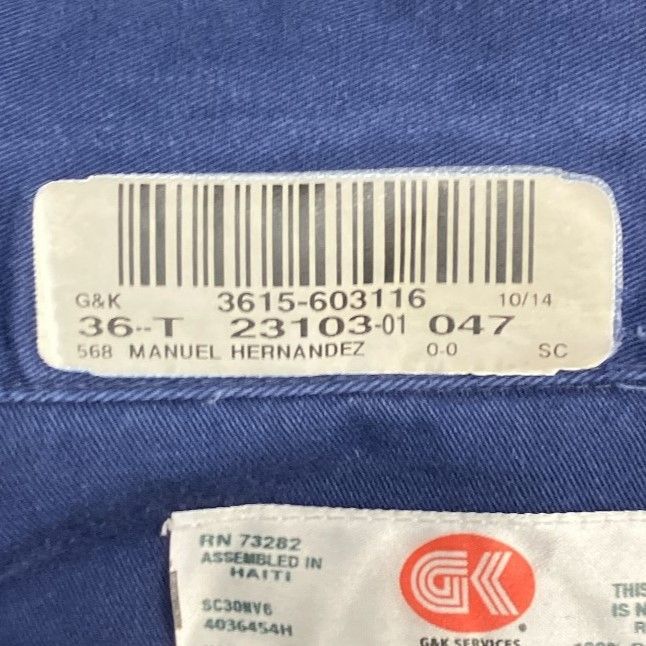 G&K 3615-603116 10/14
36--T 23103-01 047
568 MANUEL HERNANDEZ 0-0 SC
RN 73282
ASSEMBLED IN
HAITI
SC30NV6
4036454H
GK
G&K SERVICES
THIS
IS N
R
100%